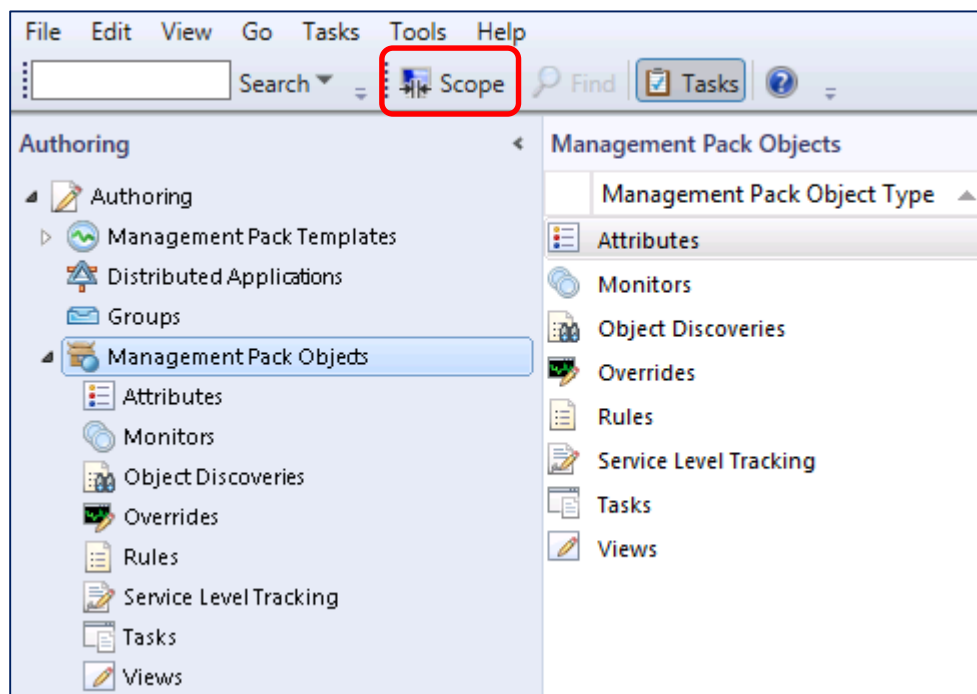 File Edit View Go Tasks Tools Help
Search Scope Find Tasks
Authoring
Authoring
Management Pack Templates
Distributed Applications
Groups
Management Pack Objects
Attributes
Monitors
Object Discoveries
Overrides
Rules
Service Level Tracking
Tasks
Views
Management Pack Objects
Management Pack Object Type
Attributes
Monitors
Object Discoveries
Overrides
Rules
Service Level Tracking
Tasks
Views